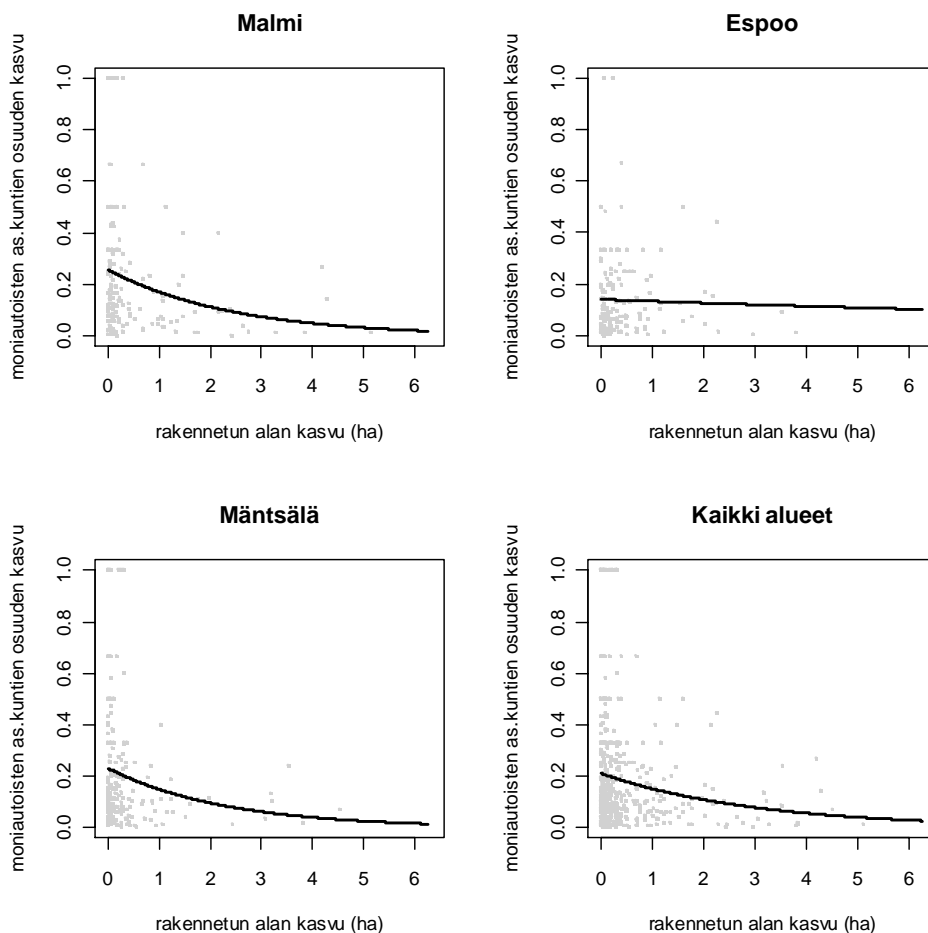 Malmi
moniautoisten as.kuntien osuuden kasvu
1.0
0.8
0.6
0.4
0.2
0.0
0 1 2 3 4 5 6
rakennetun alan kasvu (ha)
Espoo
moniautoisten as.kuntien osuuden kasvu
1.0
0.8
0.6
0.4
0.2
0.0
0 1 2 3 4 5 6
rakennetun alan kasvu (ha)
Mäntsälä
moniautoisten as.kuntien osuuden kasvu
1.0
0.8
0.6
0.4
0.2
0.0
0 1 2 3 4 5 6
rakennetun alan kasvu (ha)
Kaikki alueet
moniautoisten as.kuntien osuuden kasvu
1.0
0.8
0.6
0.4
0.2
0.0
0 1 2 3 4 5 6
rakennetun alan kasvu (ha)